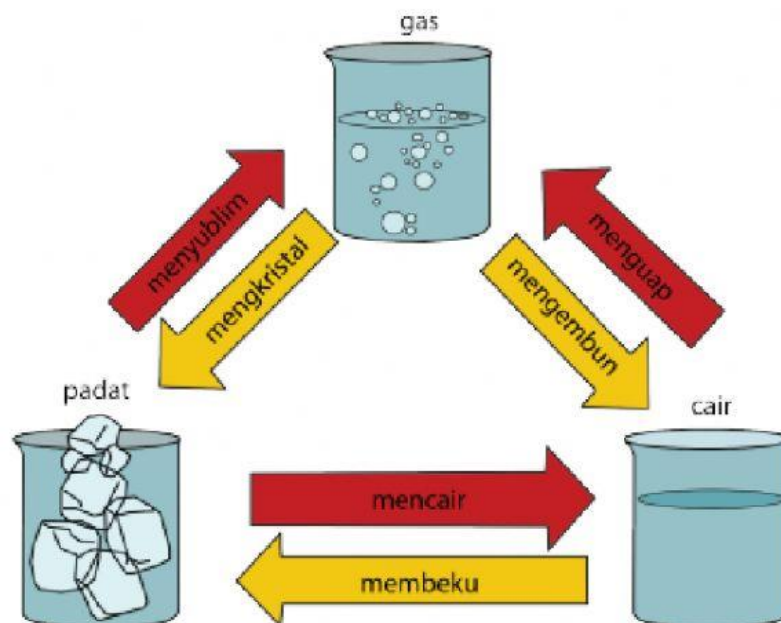 gas
menyublim
mengkristal
menguap
mengembun
padat
cair
mencair
membeku